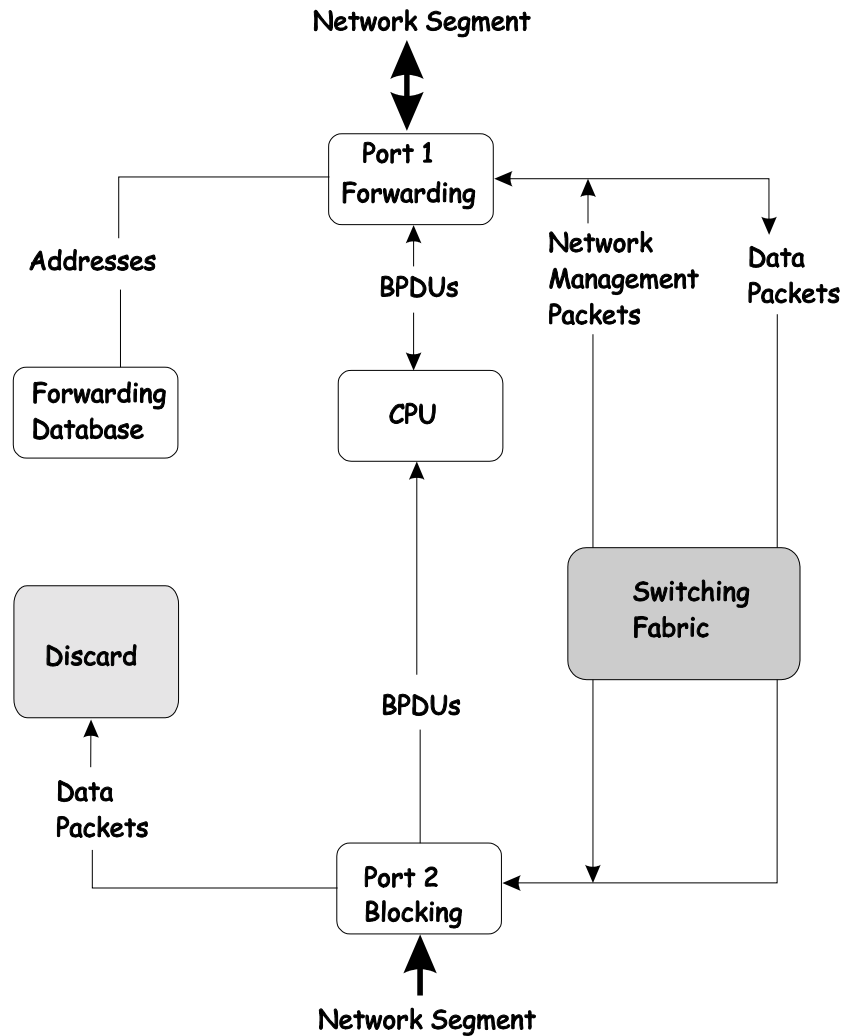 Network Segment
Port 1
Forwarding
Addresses
BPDUs
Network
Management
Packets
Data
Packets
Forwarding
Database
CPU
Switching
Fabric
Discard
BPDUs
Data
Packets
Port 2
Blocking
Network Segment